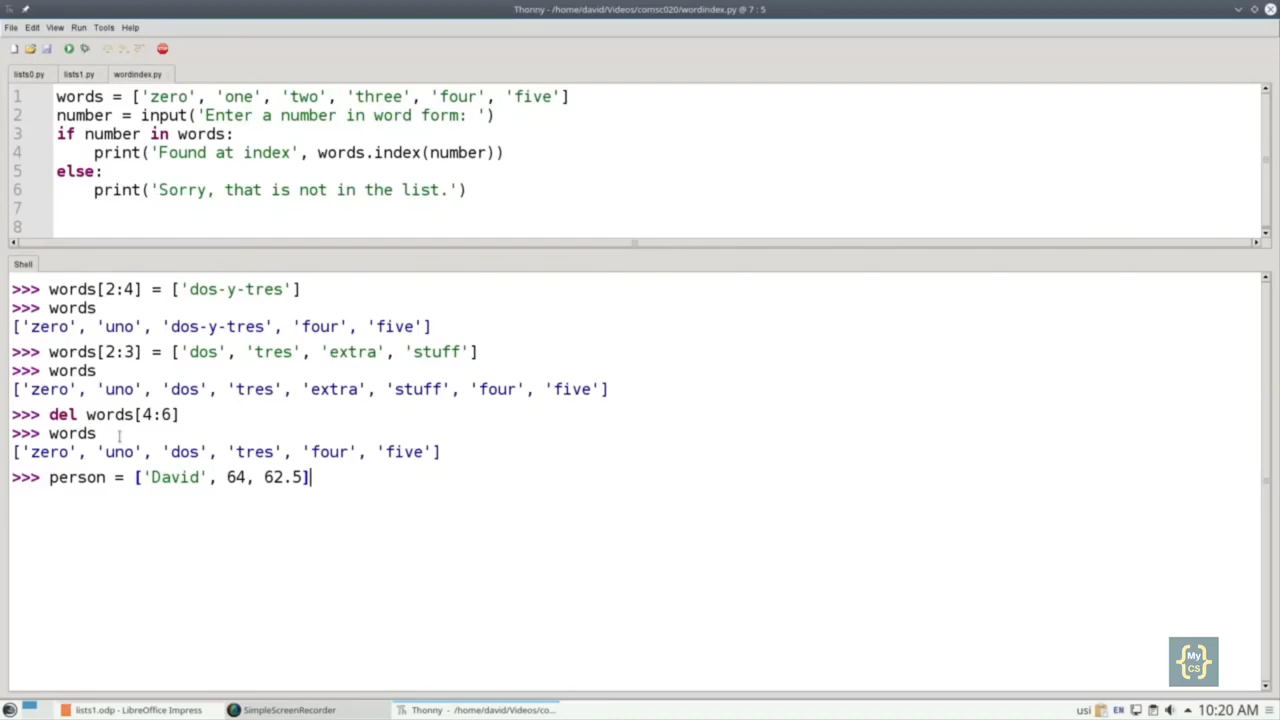 Thonny - /home/david/Videos/comsc020/wordindex.py @ 7 : 5
File Edit View Run Tools Help
lists0.py lists1.py wordindex.py
1 words = ['zero', 'one', 'two', 'three', 'four', 'five']
2 number = input('Enter a number in word form: ')
3 if number in words:
4     print('Found at index', words.index(number))
5 else:
6     print('Sorry, that is not in the list.')
7
8
Shell
>>> words[2:4] = ['dos-y-tres']
>>> words
['zero', 'uno', 'dos-y-tres', 'four', 'five']
>>> words[2:3] = ['dos', 'tres', 'extra', 'stuff']
>>> words
['zero', 'uno', 'dos', 'tres', 'extra', 'stuff', 'four', 'five']
>>> del words[4:6]
>>> words
['zero', 'uno', 'dos', 'tres', 'four', 'five']
>>> person = ['David', 64, 62.5]
{My CS}
lists1.odp - LibreOffice Impress SimpleScreenRecorder Thonny - /home/david/Videos/co... usi EN 10:20 AM